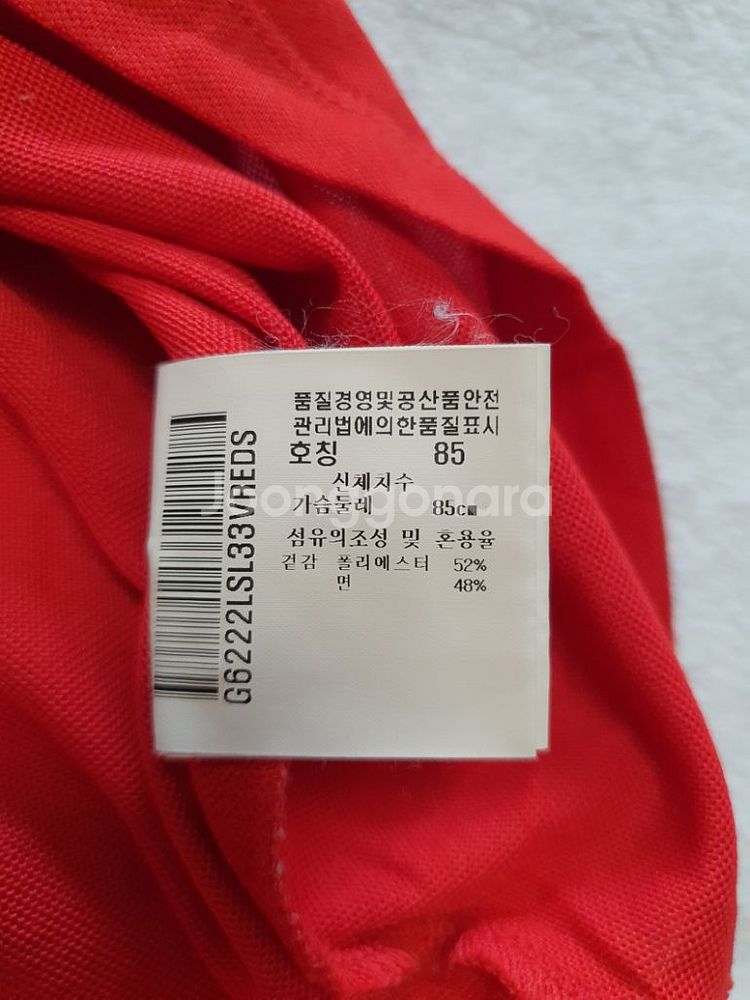 품질경영및공산품안전
관리법에의한품질표시
호칭 85
신체치수
가슴둘레 85cm
섬유의조성 및 혼용율
겉감 폴리에스터 52%
면 48%
G6222LSL33VREDS
Joonggonara